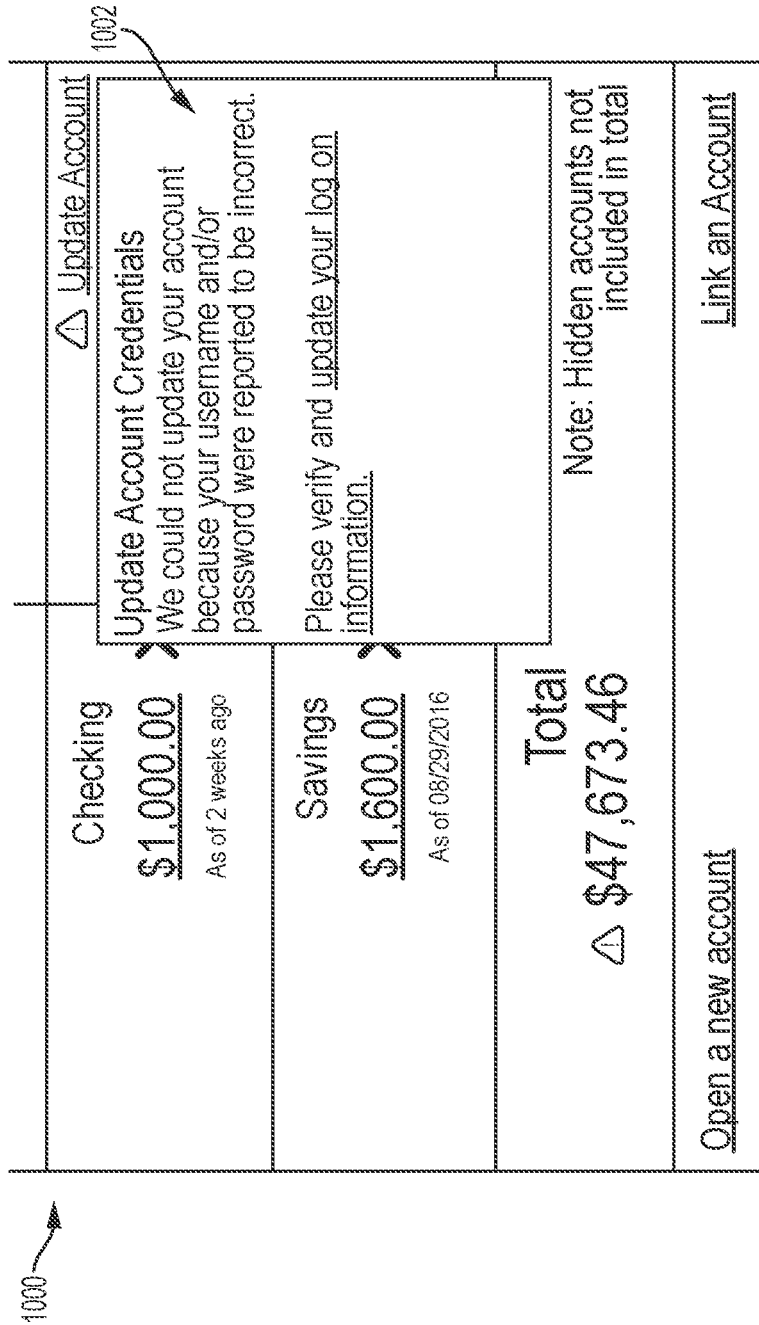 1000
1002
⚠ Update Account
Checking
$1,000.00
As of 2 weeks ago
Update Account Credentials
We could not update your account
because your username and/or
password were reported to be incorrect.
Please verify and update your log on
information.
Savings
$1,600.00
As of 08/29/2016
Total
⚠ $47,673.46
Note: Hidden accounts not
included in total
Open a new account
Link an Account